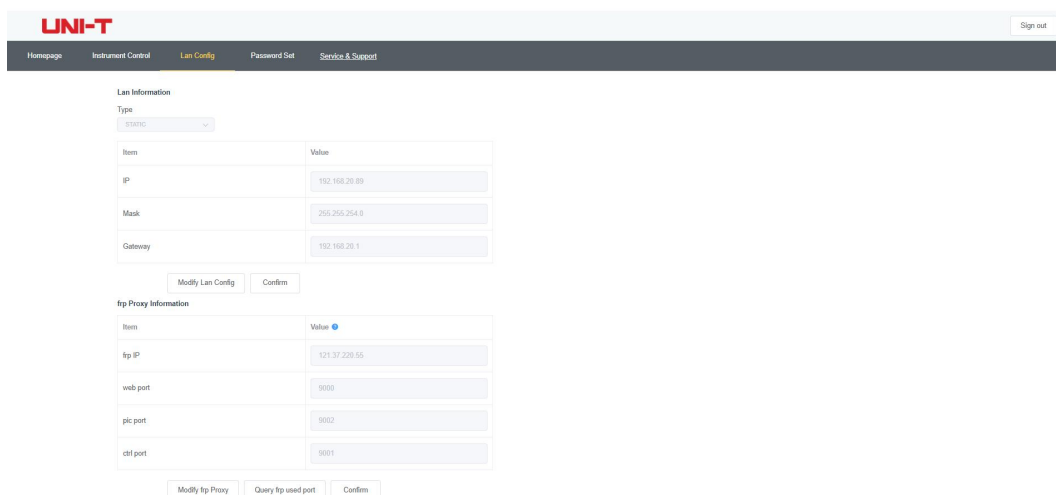 UNI-T
Sign out
Homepage Instrument Control Lan Config Password Set Service & Support
Lan Information
Type
STATIC
Item Value
IP 192.168.20.89
Mask 255.255.254.0
Gateway 192.168.20.1
Modify Lan Config Confirm
frp Proxy Information
Item Value
frp IP 121.37.220.55
web port 9000
pic port 9002
ctrl port 9001
Modify frp Proxy Query frp used port Confirm